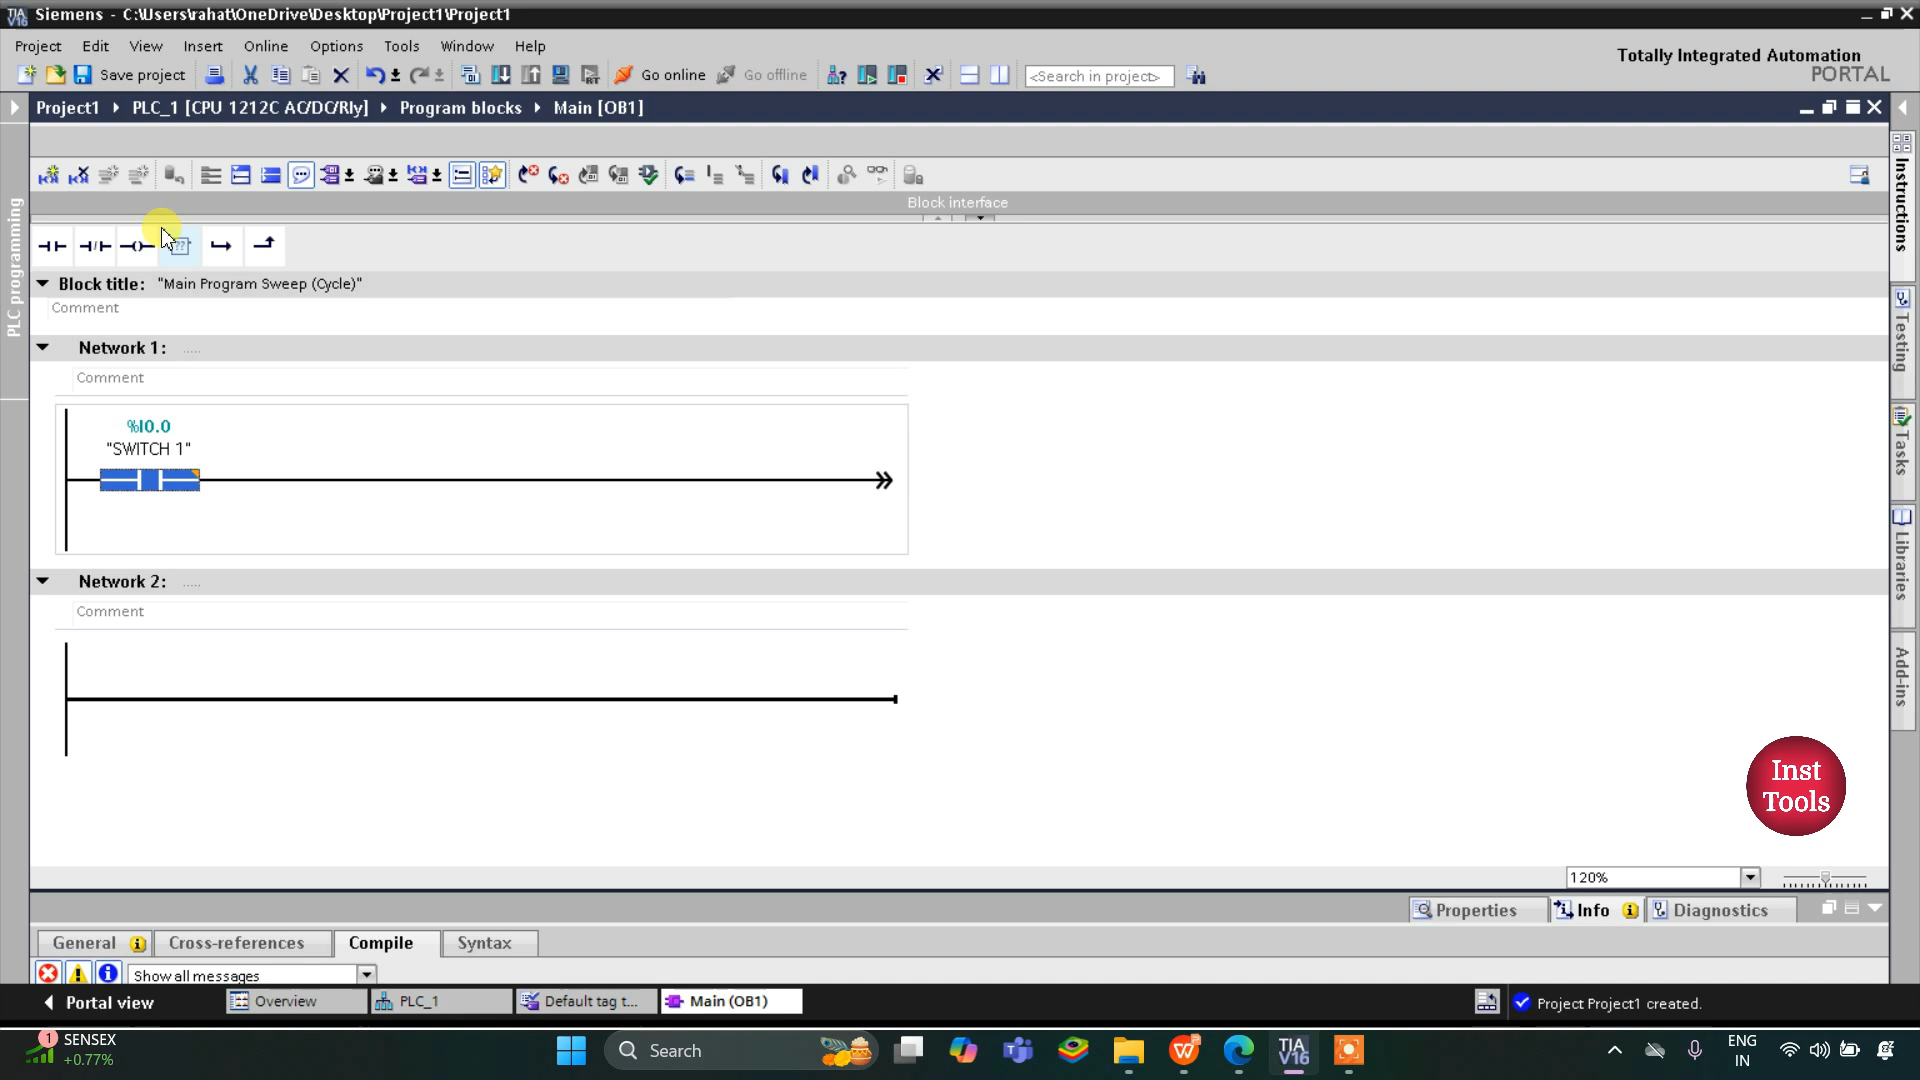 TIA V16 Siemens - C:\Users\rahat\OneDrive\Desktop\Project1\Project1
Project Edit View Insert Online Options Tools Window Help
Totally Integrated Automation
PORTAL
Save project Go online Go offline <Search in project>
Project1 PLC_1 [CPU 1212C AC/DC/Rly] Program blocks Main [OB1]
Block interface
??
Block title: "Main Program Sweep (Cycle)"
Comment
Network 1: .....
Comment
%I0.0
"SWITCH 1"
Network 2: .....
Comment
PLC programming
Instructions
Testing
Tasks
Libraries
Add-ins
Inst
Tools
120%
Properties Info Diagnostics
General Cross-references Compile Syntax
Show all messages
Portal view Overview PLC_1 Default tag t... Main (OB1) Project Project1 created.
1 SENSEX
+0.77%
Search
TIA V16
ENG
IN